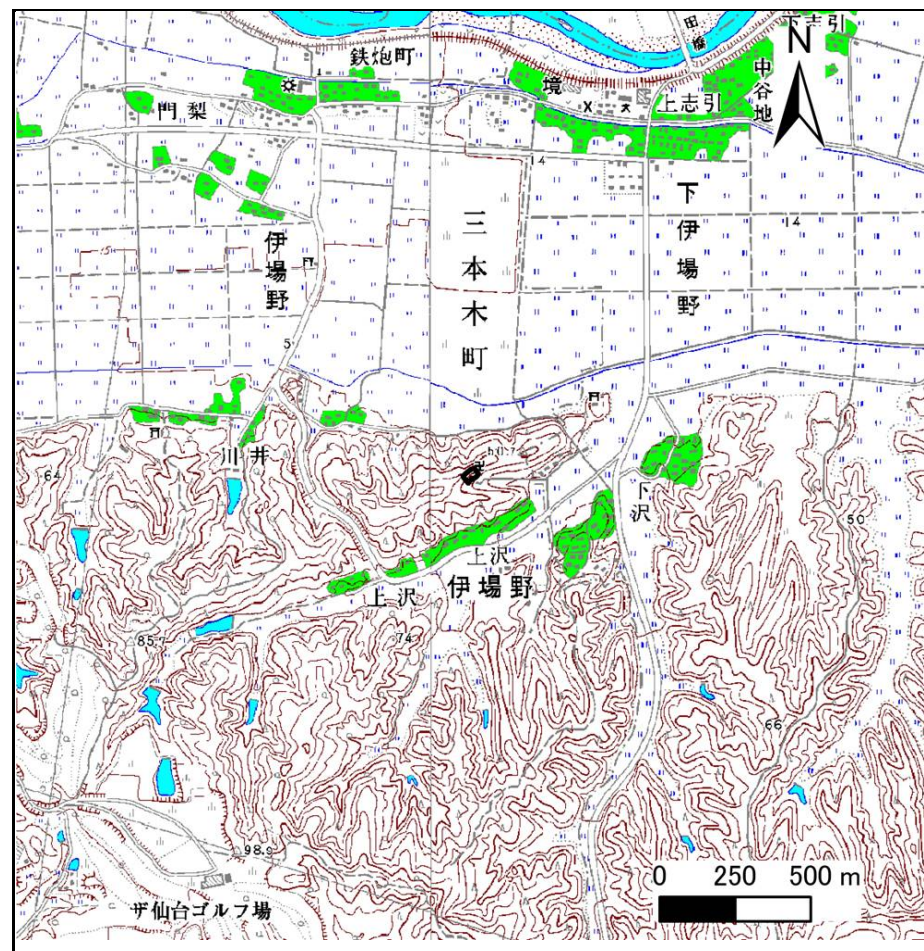 田橋
下志引
N
鉄炮町
境
中谷地
門梨
上志引
14
三本木町
下伊場野
14
15
伊場野
5
川井
64
5
下沢
50
上沢
上沢
伊場野
74
85.7
66
98.9
0 250 500 m
ザ仙台ゴルフ場